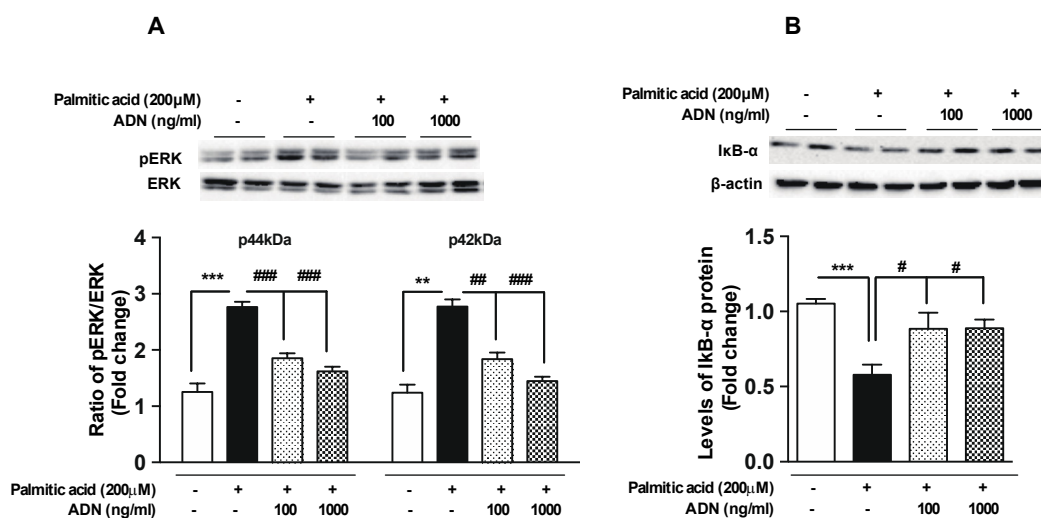 A
Palmitic acid (200µM) - + + +
ADN (ng/ml) - - 100 1000
pERK
ERK
p44kDa p42kDa
Ratio of pERK/ERK
(Fold change)
4
3
2
1
0
*** ### ###
** ## ###
Palmitic acid (200µM) - + + + - + + +
ADN (ng/ml) - - 100 1000 - - 100 1000
B
Palmitic acid (200µM) - + + +
ADN (ng/ml) - - 100 1000
IκB-α
β-actin
Levels of IkB-α protein
(Fold change)
1.5
1.0
0.5
0.0
*** # #
Palmitic acid (200µM) - + + +
ADN (ng/ml) - - 100 1000